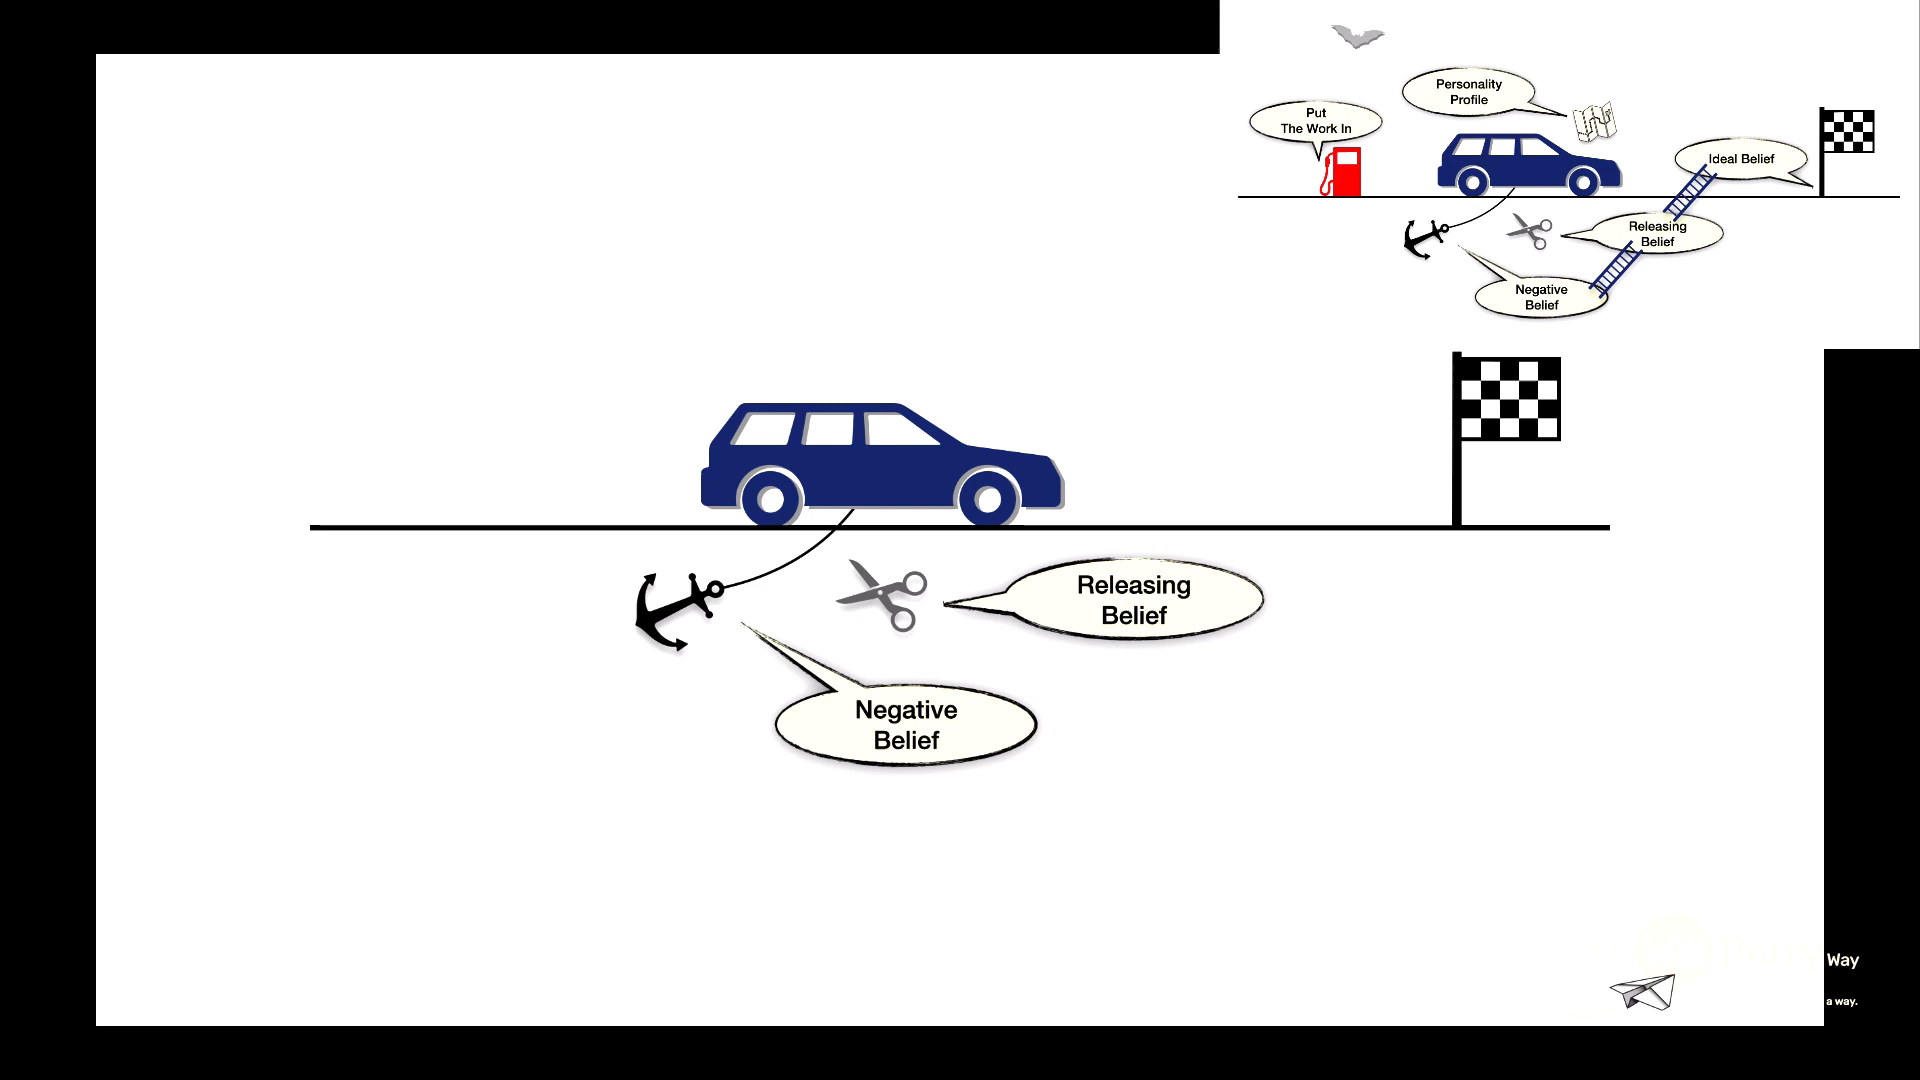 Personality
Profile
Put
The Work In
Ideal Belief
Releasing
Belief
Negative
Belief
Releasing
Belief
Negative
Belief
Way
a way.